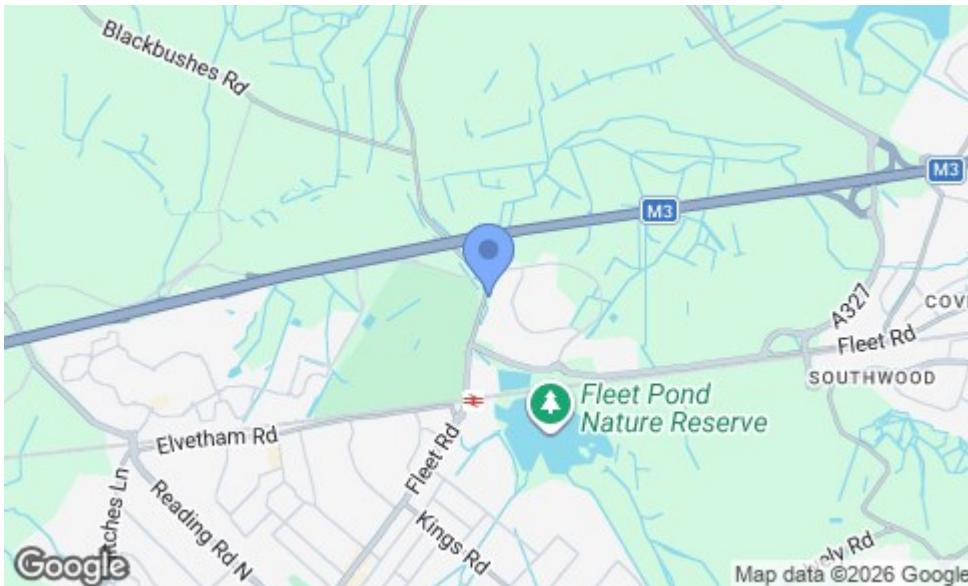 Blackbushes Rd
M3
M3
A327
COV
Fleet Rd
SOUTHWOOD
Fleet Pond
Nature Reserve
Elvetham Rd
Fleet Rd
Reading Rd N
Kings Rd
Google
Map data ©2026 Google